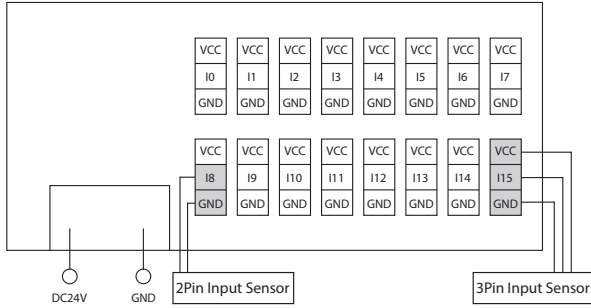 VCC VCC VCC VCC VCC VCC VCC VCC
I0 I1 I2 I3 I4 I5 I6 I7
GND GND GND GND GND GND GND GND
VCC VCC VCC VCC VCC VCC VCC VCC
I8 I9 I10 I11 I12 I13 I14 I15
GND GND GND GND GND GND GND GND
2Pin Input Sensor 3Pin Input Sensor
DC24V GND